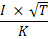 I × √T
K